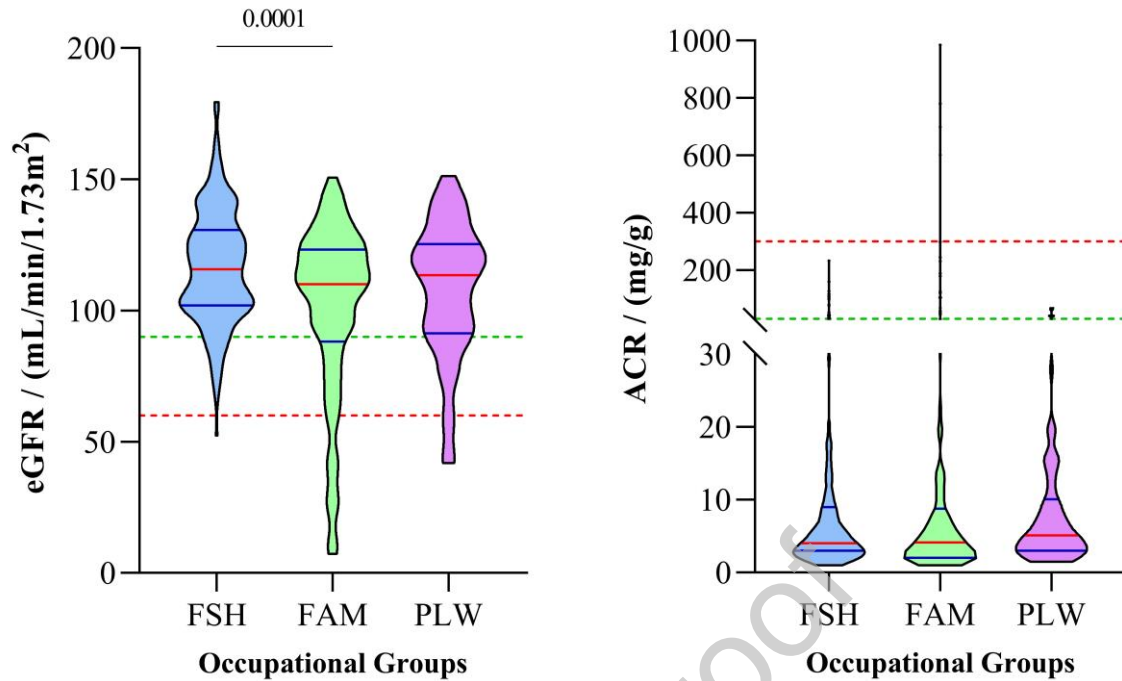 0.0001
200
150
100
50
0
eGFR / (mL/min/1.73m²)
FSH FAM PLW
Occupational Groups
1000
800
600
400
200
30
20
10
0
ACR / (mg/g)
FSH FAM PLW
Occupational Groups
roof